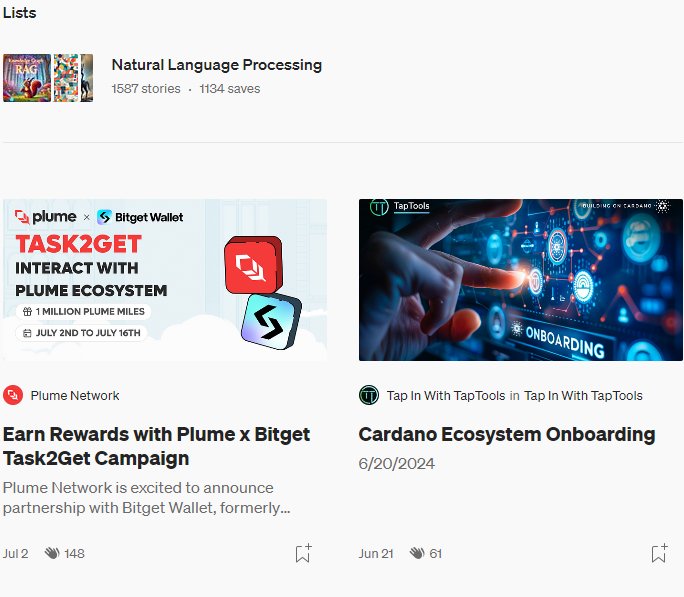 Lists
Knowledge Graph
RAG
Natural Language Processing
1587 stories · 1134 saves
plume × Bitget Wallet
TASK2GET
INTERACT WITH
PLUME ECOSYSTEM
1 MILLION PLUME MILES
JULY 2ND TO JULY 16TH
TapTools
BUILDING ON CARDANO
ONBOARDING
Plume Network
Earn Rewards with Plume x Bitget
Task2Get Campaign
Plume Network is excited to announce
partnership with Bitget Wallet, formerly...
Jul 2 148
Tap In With TapTools in Tap In With TapTools
Cardano Ecosystem Onboarding
6/20/2024
Jun 21 61